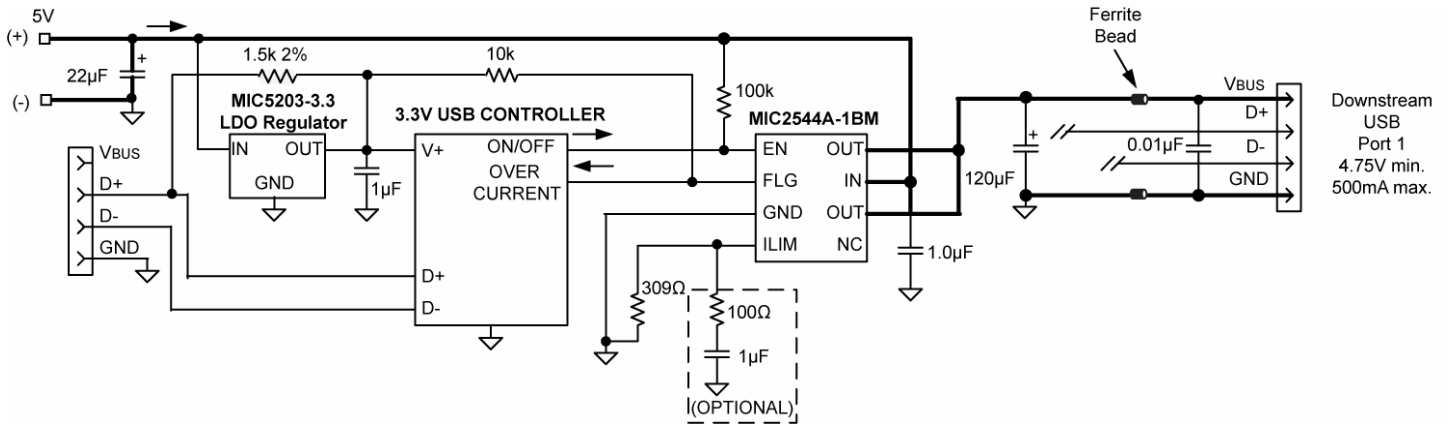 5V
(+)
(-)
22µF
+
1.5k 2%
10k
MIC5203-3.3
LDO Regulator
IN
OUT
GND
1µF
3.3V USB CONTROLLER
V+
ON/OFF
OVER
CURRENT
D+
D-
VBUS
D+
D-
GND
100k
MIC2544A-1BM
EN
FLG
GND
ILIM
OUT
IN
OUT
NC
309Ω
100Ω
1µF
(OPTIONAL)
1.0µF
Ferrite
Bead
+
120µF
0.01µF
VBUS
D+
D-
GND
Downstream
USB
Port 1
4.75V min.
500mA max.